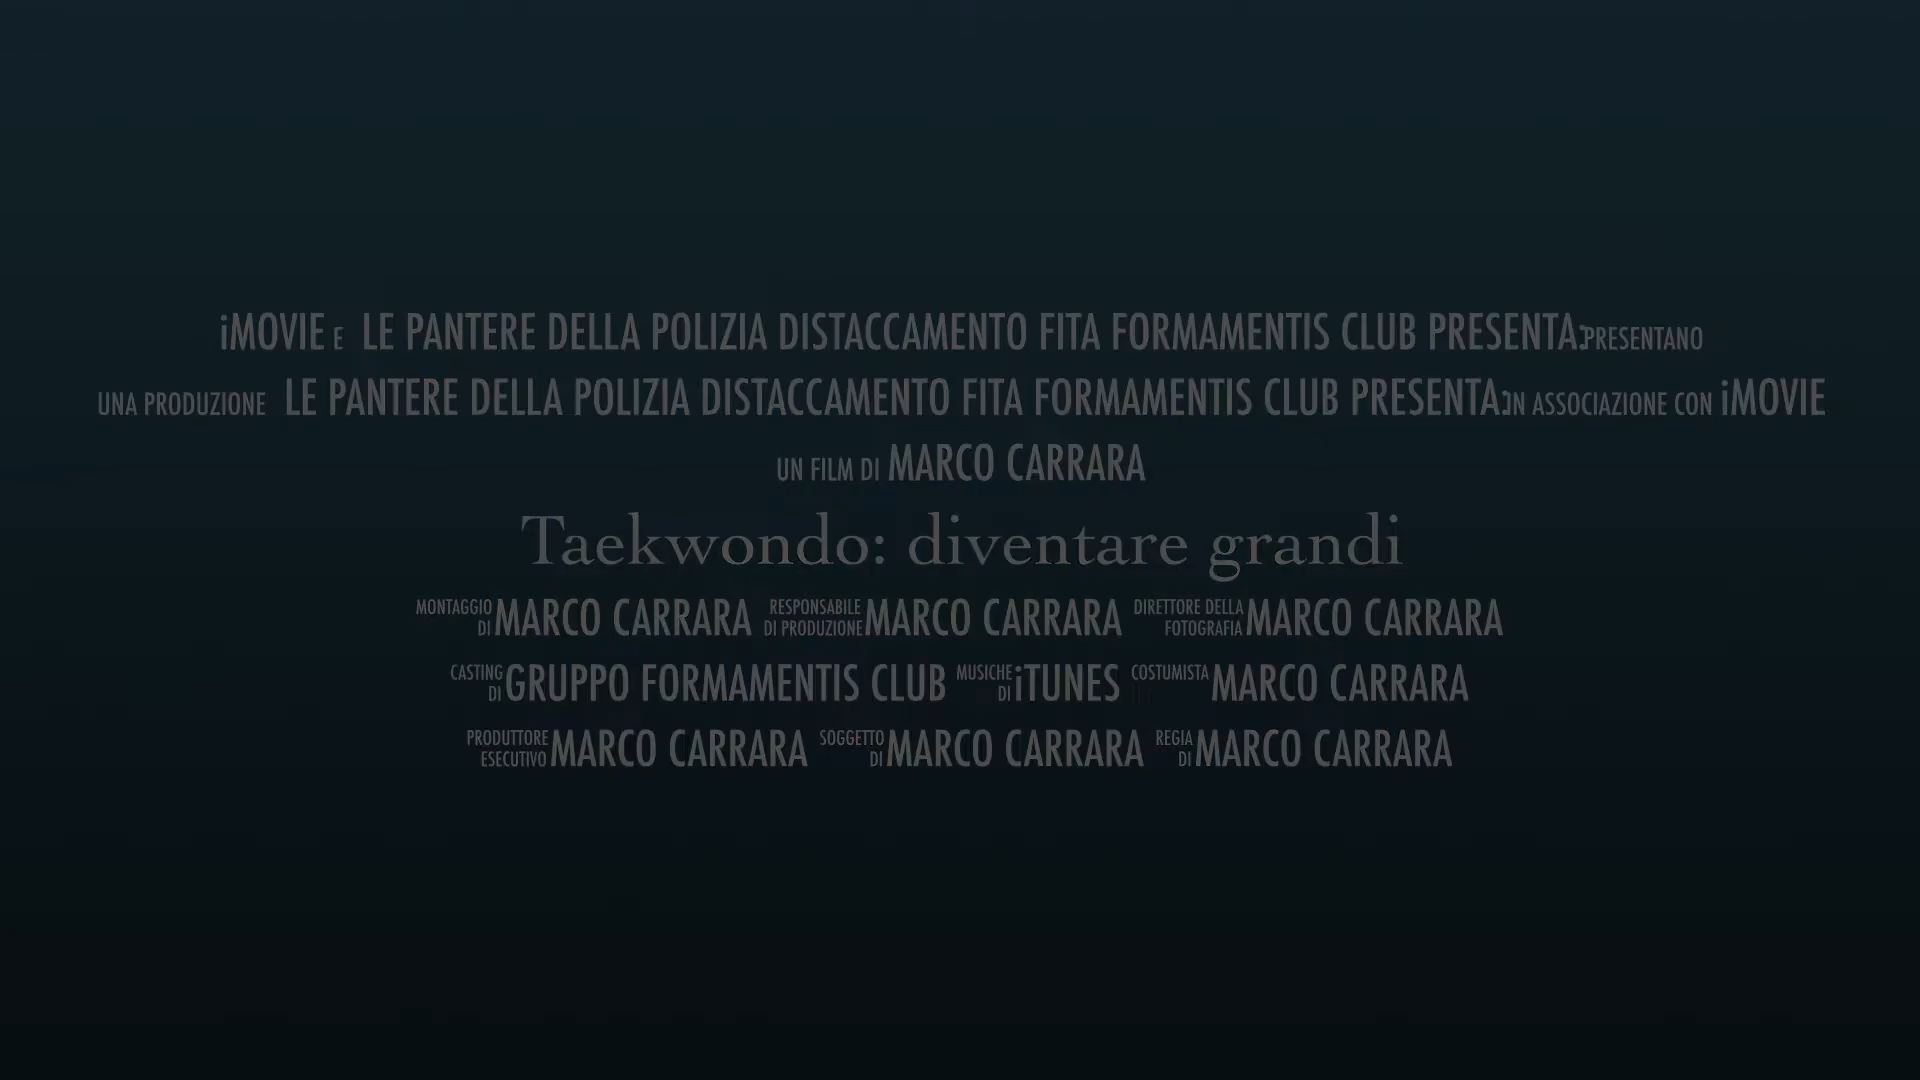 iMOVIE E LE PANTERE DELLA POLIZIA DISTACCAMENTO FITA FORMAMENTIS CLUB PRESENTA: PRESENTANO
UNA PRODUZIONE LE PANTERE DELLA POLIZIA DISTACCAMENTO FITA FORMAMENTIS CLUB PRESENTA: IN ASSOCIAZIONE CON iMOVIE
UN FILM DI MARCO CARRARA
Taekwondo: diventare grandi
MONTAGGIO DI MARCO CARRARA RESPONSABILE DI PRODUZIONE MARCO CARRARA DIRETTORE DELLA FOTOGRAFIA MARCO CARRARA
CASTING DI GRUPPO FORMAMENTIS CLUB MUSICHE DI iTUNES COSTUMISTA MARCO CARRARA
PRODUTTORE ESECUTIVO MARCO CARRARA SOGGETTO DI MARCO CARRARA REGIA DI MARCO CARRARA